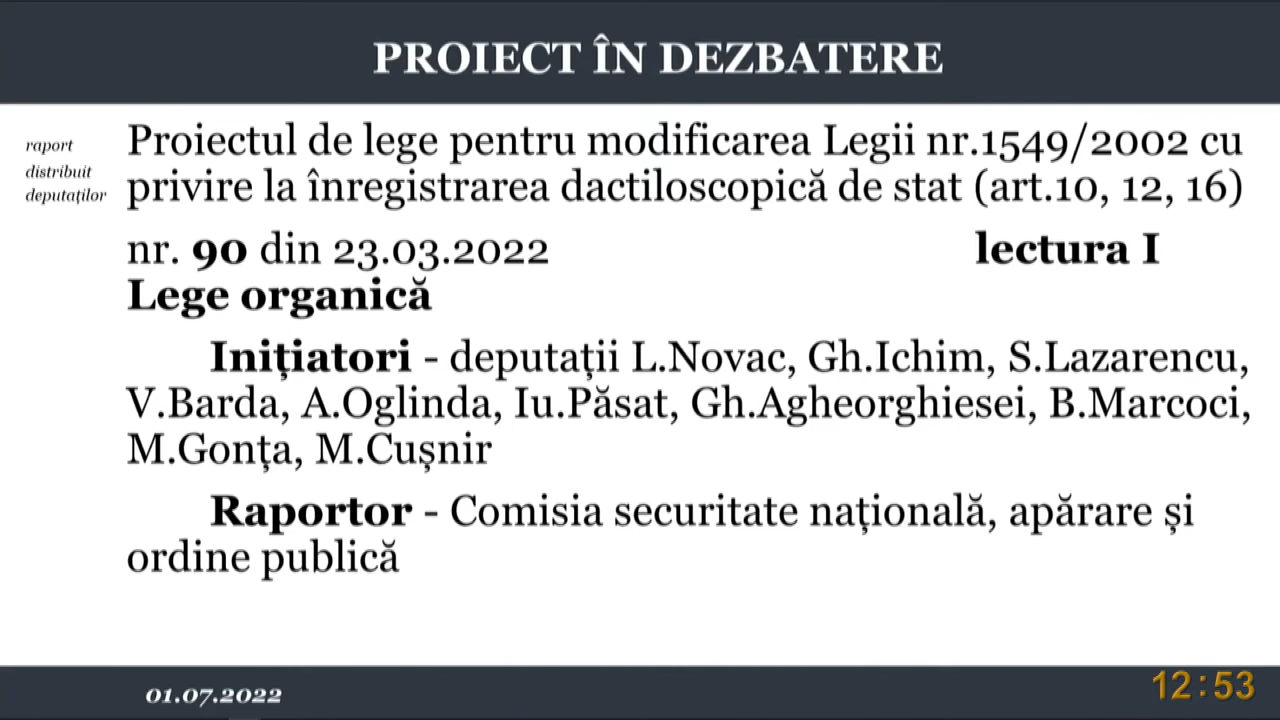 PROIECT ÎN DEZBATERE
raport
distribuit
deputaților
Proiectul de lege pentru modificarea Legii nr.1549/2002 cu
privire la înregistrarea dactiloscopică de stat (art.10, 12, 16)
nr. 90 din 23.03.2022 lectura I
Lege organică
Inițiatori - deputații L.Novac, Gh.Ichim, S.Lazarencu,
V.Barda, A.Oglinda, Iu.Păsat, Gh.Agheorghiesei, B.Marcoci,
M.Gonța, M.Cușnir
Raportor - Comisia securitate națională, apărare și
ordine publică
01.07.2022
12:53